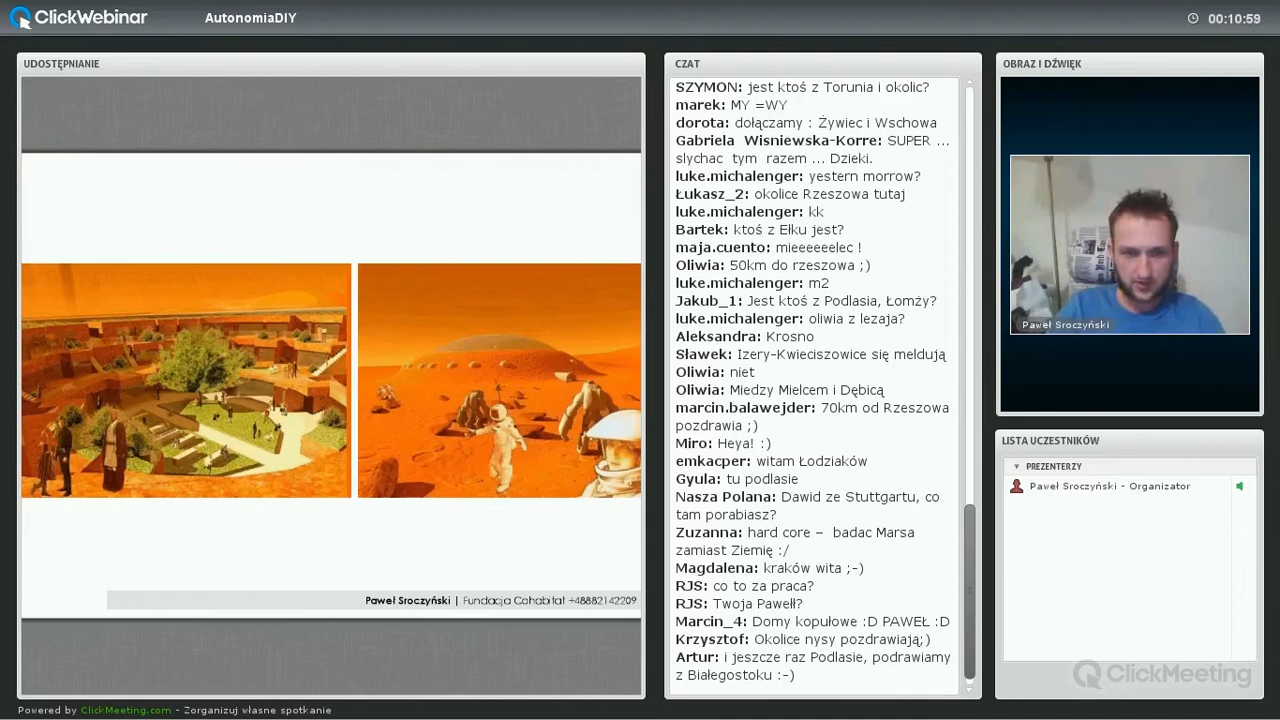 ClickWebinar
AutonomiaDIY
00:10:59
UDOSTĘPNIANIE
Paweł Sroczyński | Fundacja Cohabitat +48882142209
CZAT
SZYMON: jest ktoś z Torunia i okolic?
marek: MY =WY
dorota: dołączamy : Żywiec i Wschowa
Gabriela Wisniewska-Korre: SUPER ...
slychac tym razem ... Dzieki.
luke.michalenger: yestern morrow?
Łukasz_2: okolice Rzeszowa tutaj
luke.michalenger: kk
Bartek: ktoś z Ełku jest?
maja.cuento: mieeeeeelec !
Oliwia: 50km do rzeszowa ;)
luke.michalenger: m2
Jakub_1: Jest ktoś z Podlasia, Łomży?
luke.michalenger: oliwia z lezaja?
Aleksandra: Krosno
Sławek: Izery-Kwieciszowice się meldują
Oliwia: niet
Oliwia: Miedzy Mielcem i Dębicą
marcin.balawejder: 70km od Rzeszowa
pozdrawia ;)
Miro: Heya! :)
emkacper: witam Łodziaków
Gyula: tu podlasie
Nasza Polana: Dawid ze Stuttgartu, co
tam porabiasz?
Zuzanna: hard core – badac Marsa
zamiast Ziemię :/
Magdalena: kraków wita ;-)
RJS: co to za praca?
RJS: Twoja Pawełł?
Marcin_4: Domy kopułowe :D PAWEŁ :D
Krzysztof: Okolice nysy pozdrawiają;)
Artur: i jeszcze raz Podlasie, podrawiamy
z Białegostoku :-)
OBRAZ I DŹWIĘK
Paweł Sroczyński
LISTA UCZESTNIKÓW
PREZENTERZY
Paweł Sroczyński - Organizator
ClickMeeting
Powered by ClickMeeting.com - Zorganizuj własne spotkanie